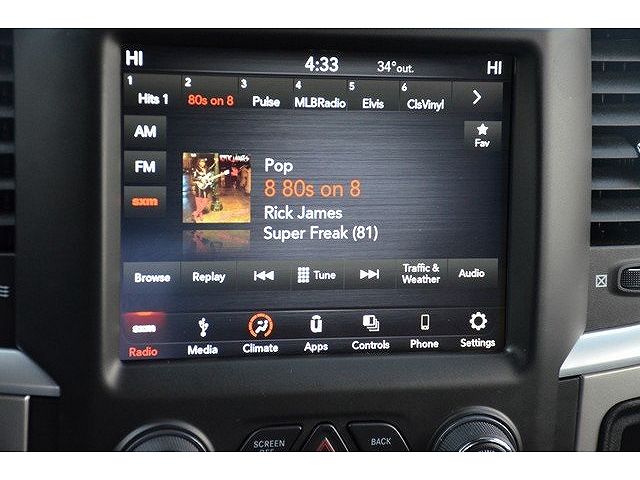 HI 4:33 34°out. HI
1 2 3 4 5 6
Hits 1 80s on 8 Pulse MLBRadio Elvis ClsVinyl
AM
Fav
FM
Pop
8 80s on 8
sxm
Rick James
Super Freak (81)
Browse Replay Tune Traffic & Weather Audio
sxm
Radio Media Climate Apps Controls Phone Settings
SCREEN
OFF
BACK